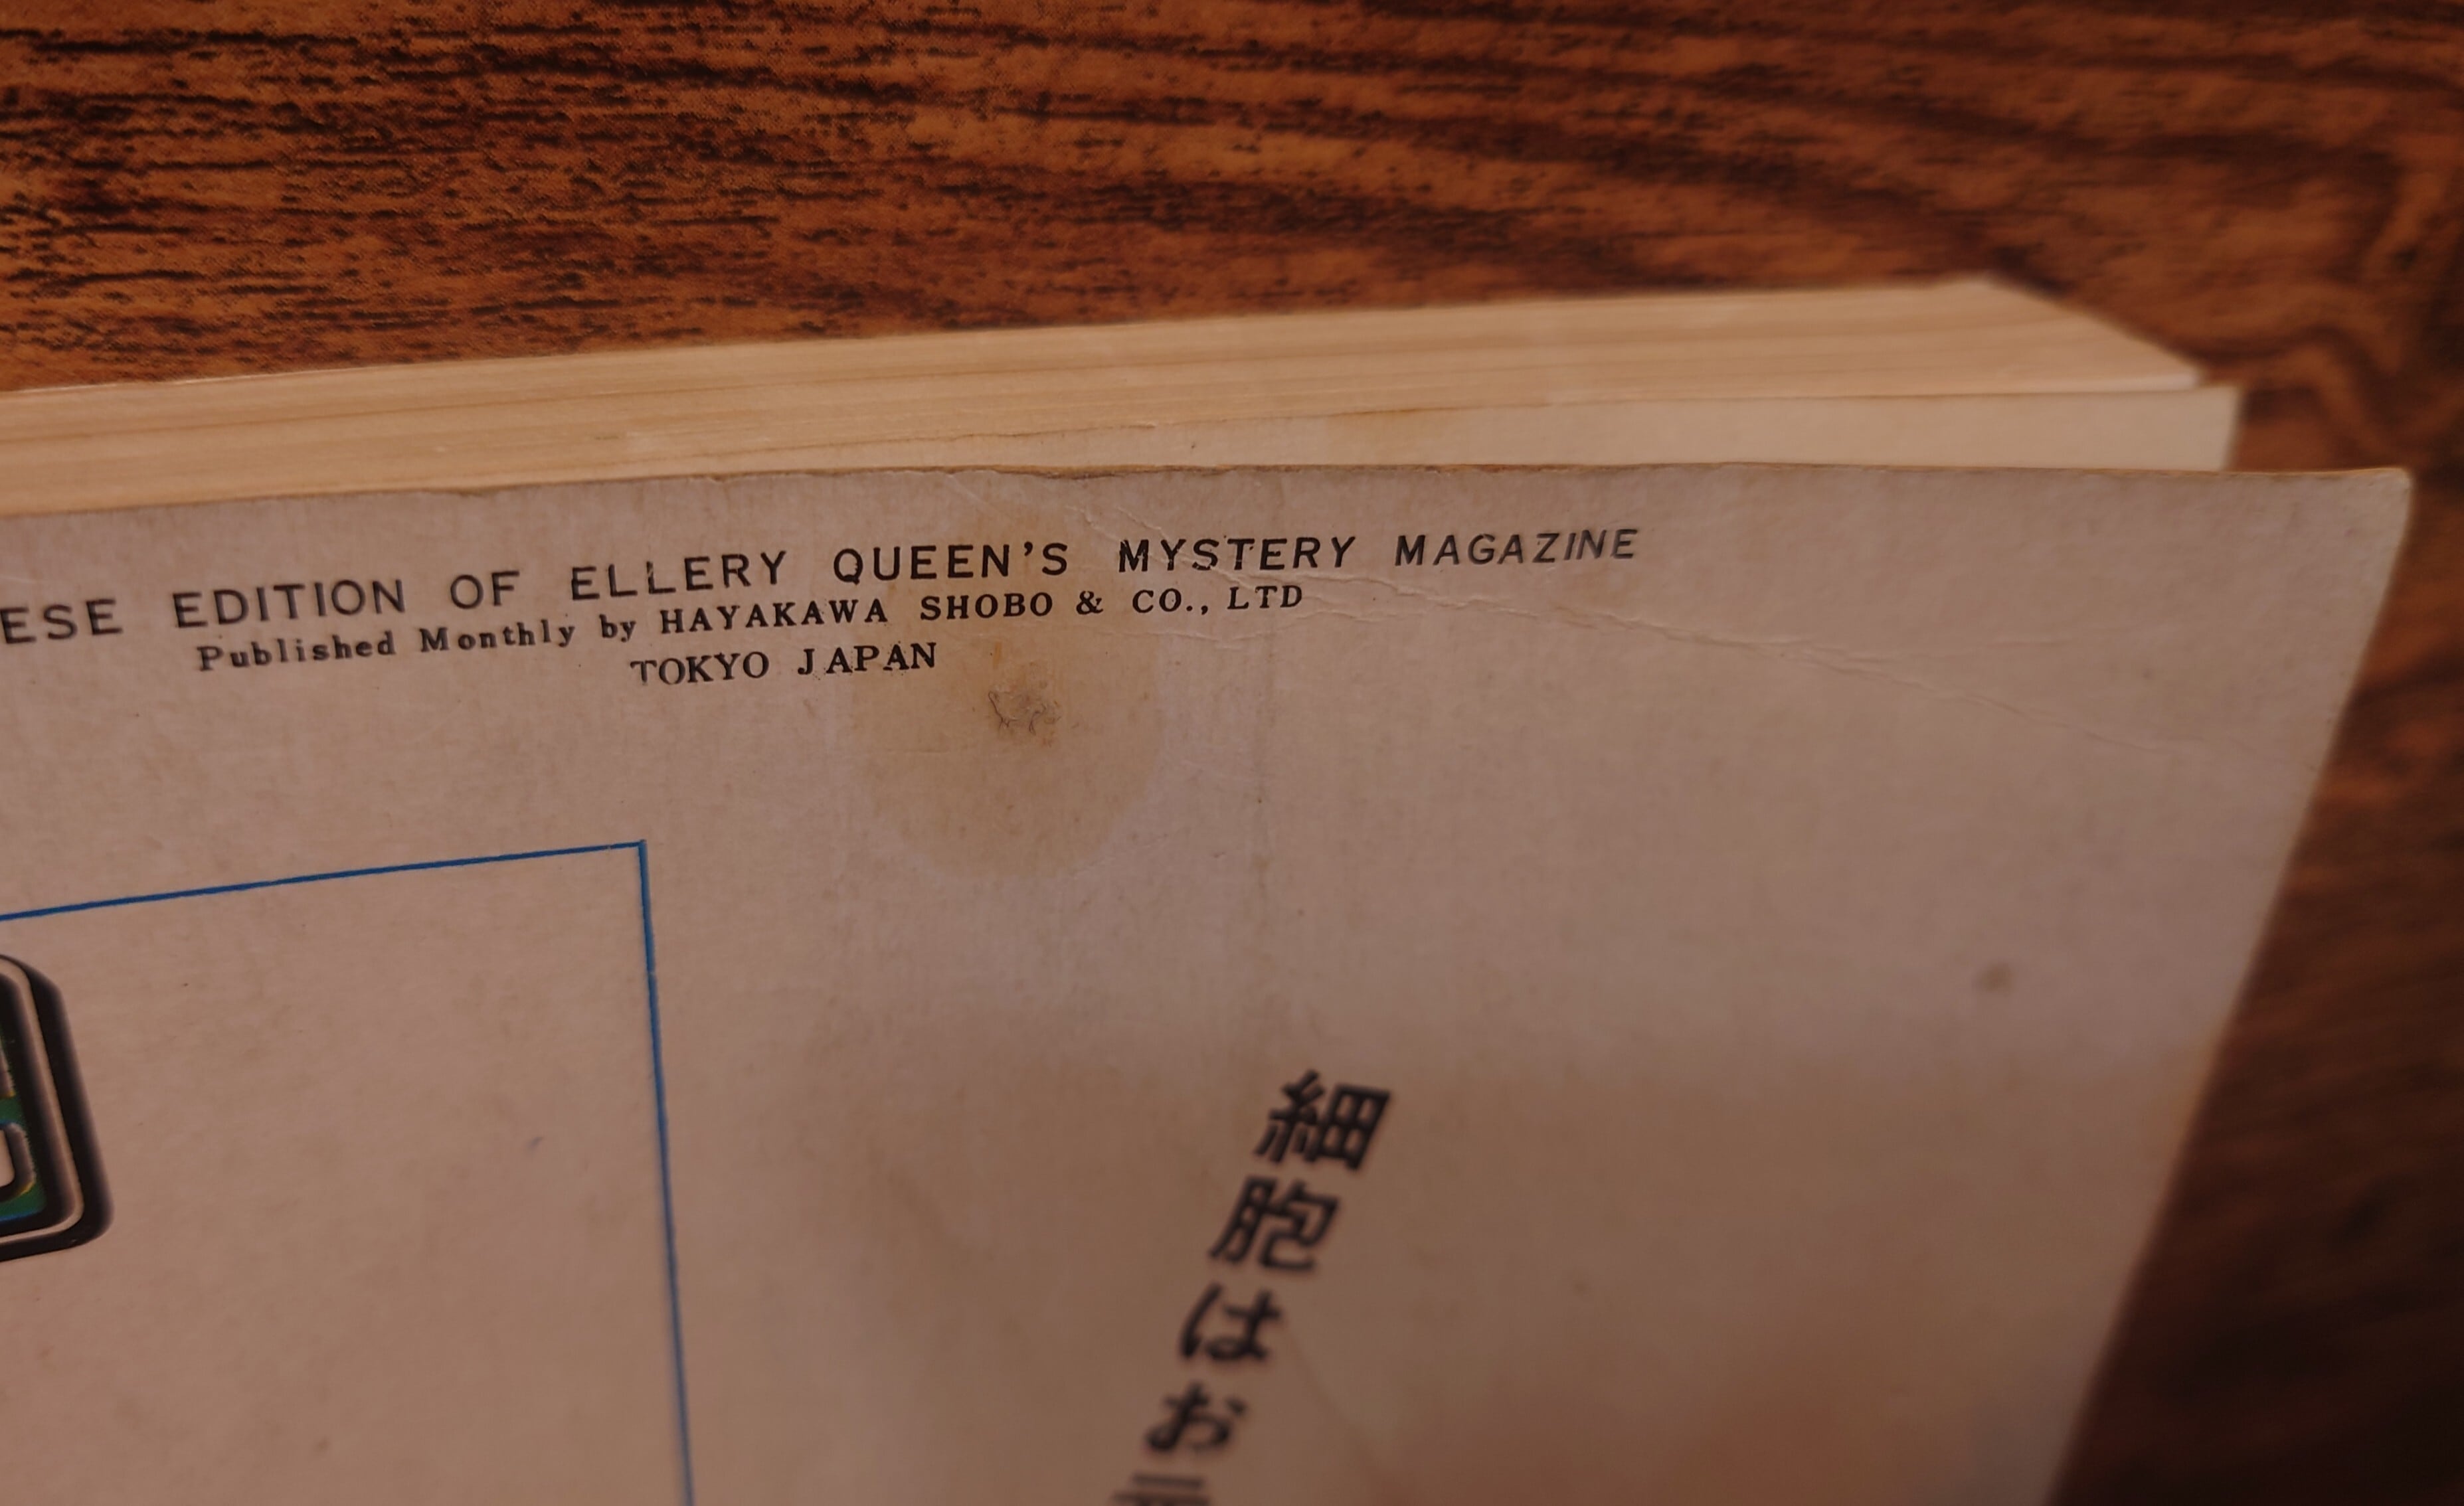 ESE EDITION OF ELLERY QUEEN'S MYSTERY MAGAZINE
Published Monthly by HAYAKAWA SHOBO & CO., LTD
TOKYO JAPAN
細胞はお